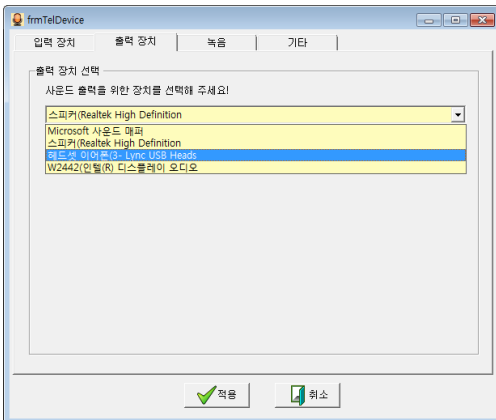 frmTelDevice
입력 장치 출력 장치 녹음 기타
출력 장치 선택
사운드 출력을 위한 장치를 선택해 주세요!
스피커(Realtek High Definition
Microsoft 사운드 매퍼
스피커(Realtek High Definition
헤드셋 이어폰(3- Lync USB Heads
W2442(인텔(R) 디스플레이 오디오
적용 취소